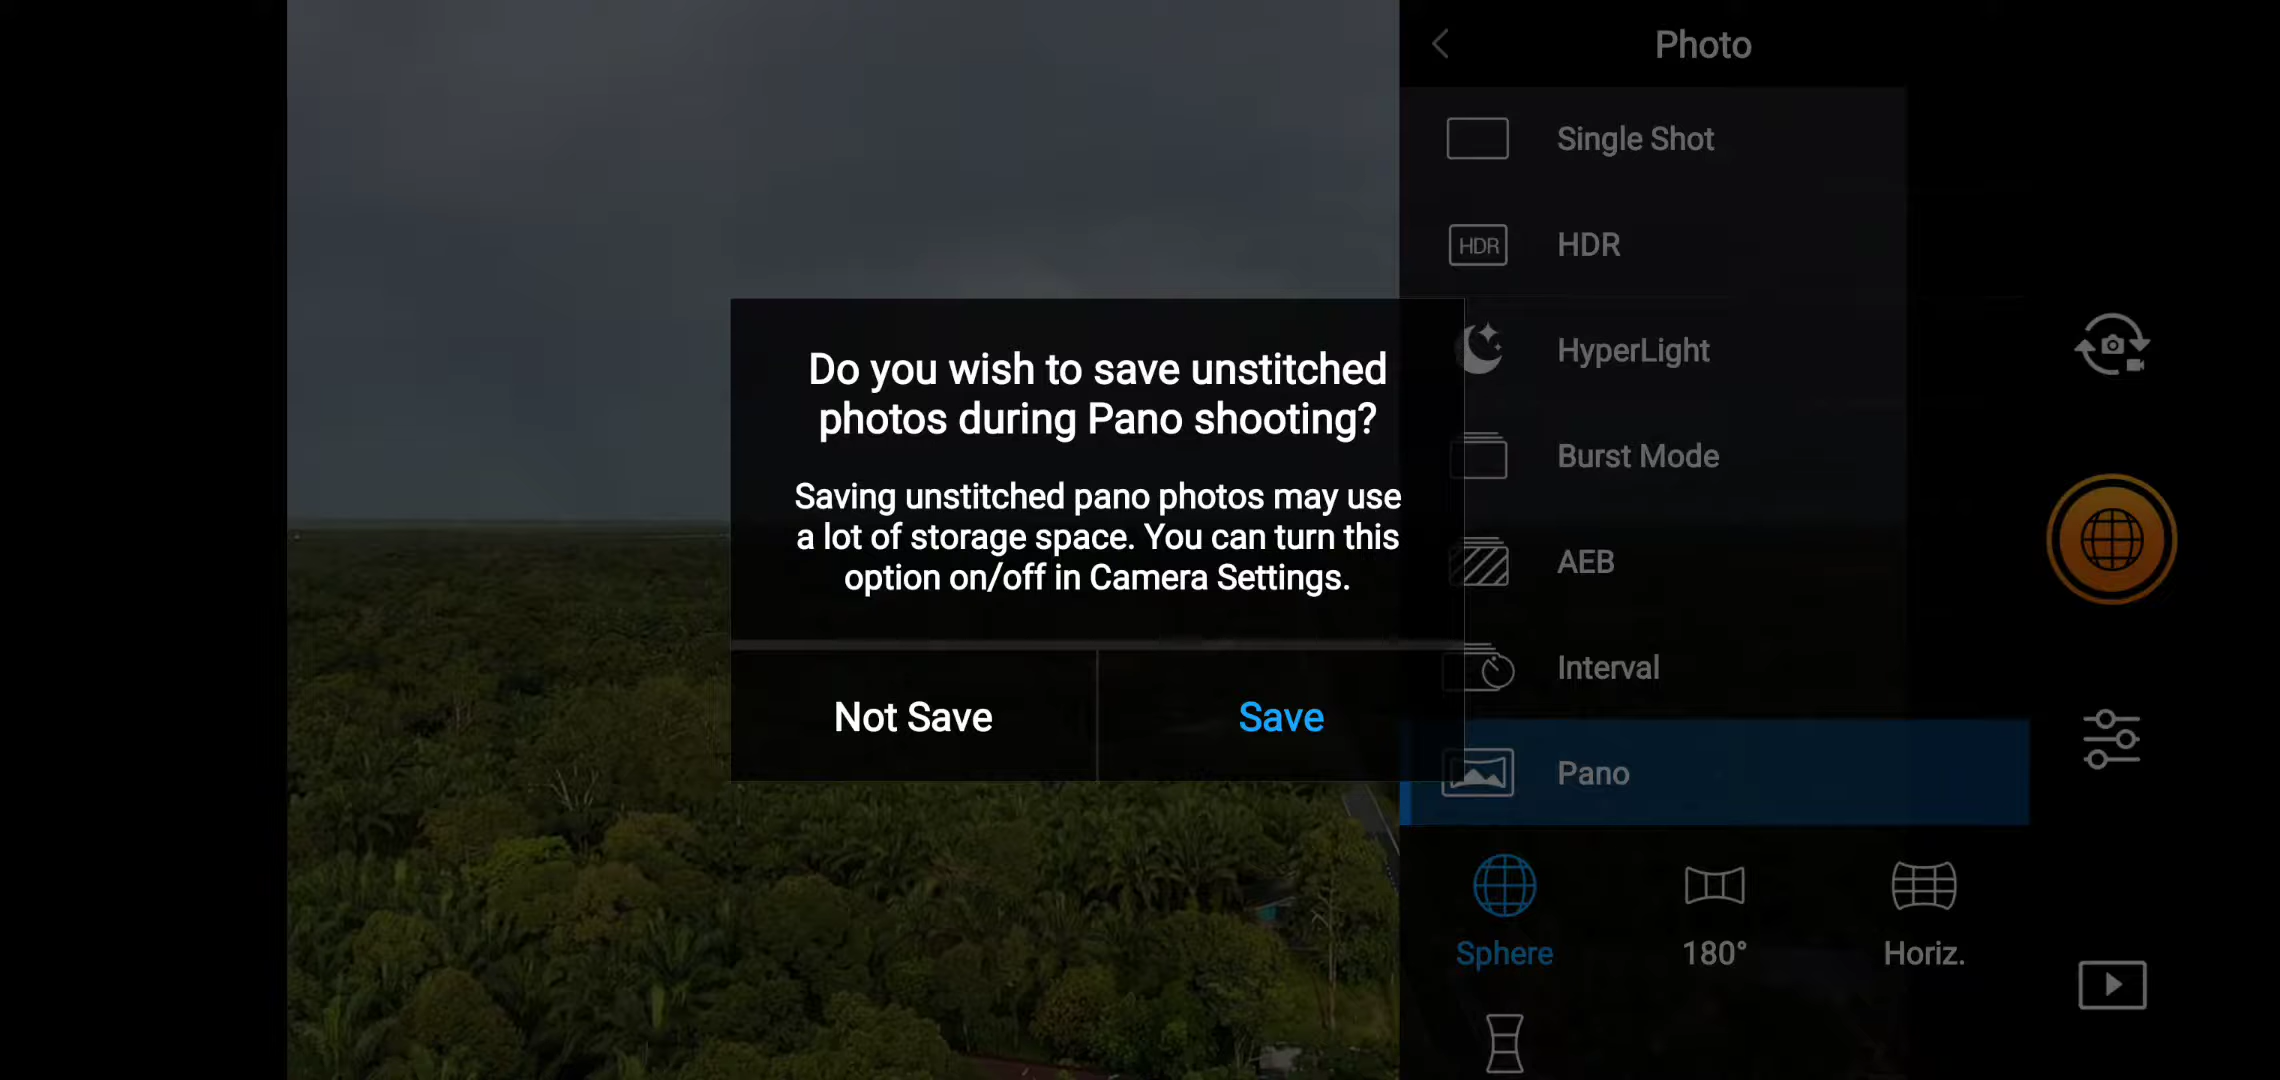 Photo
Single Shot
HDR
HDR
HyperLight
Do you wish to save unstitched
photos during Pano shooting?
Burst Mode
Saving unstitched pano photos may use
a lot of storage space. You can turn this
option on/off in Camera Settings.
AEB
Interval
Not Save
Save
Pano
Sphere
180°
Horiz.